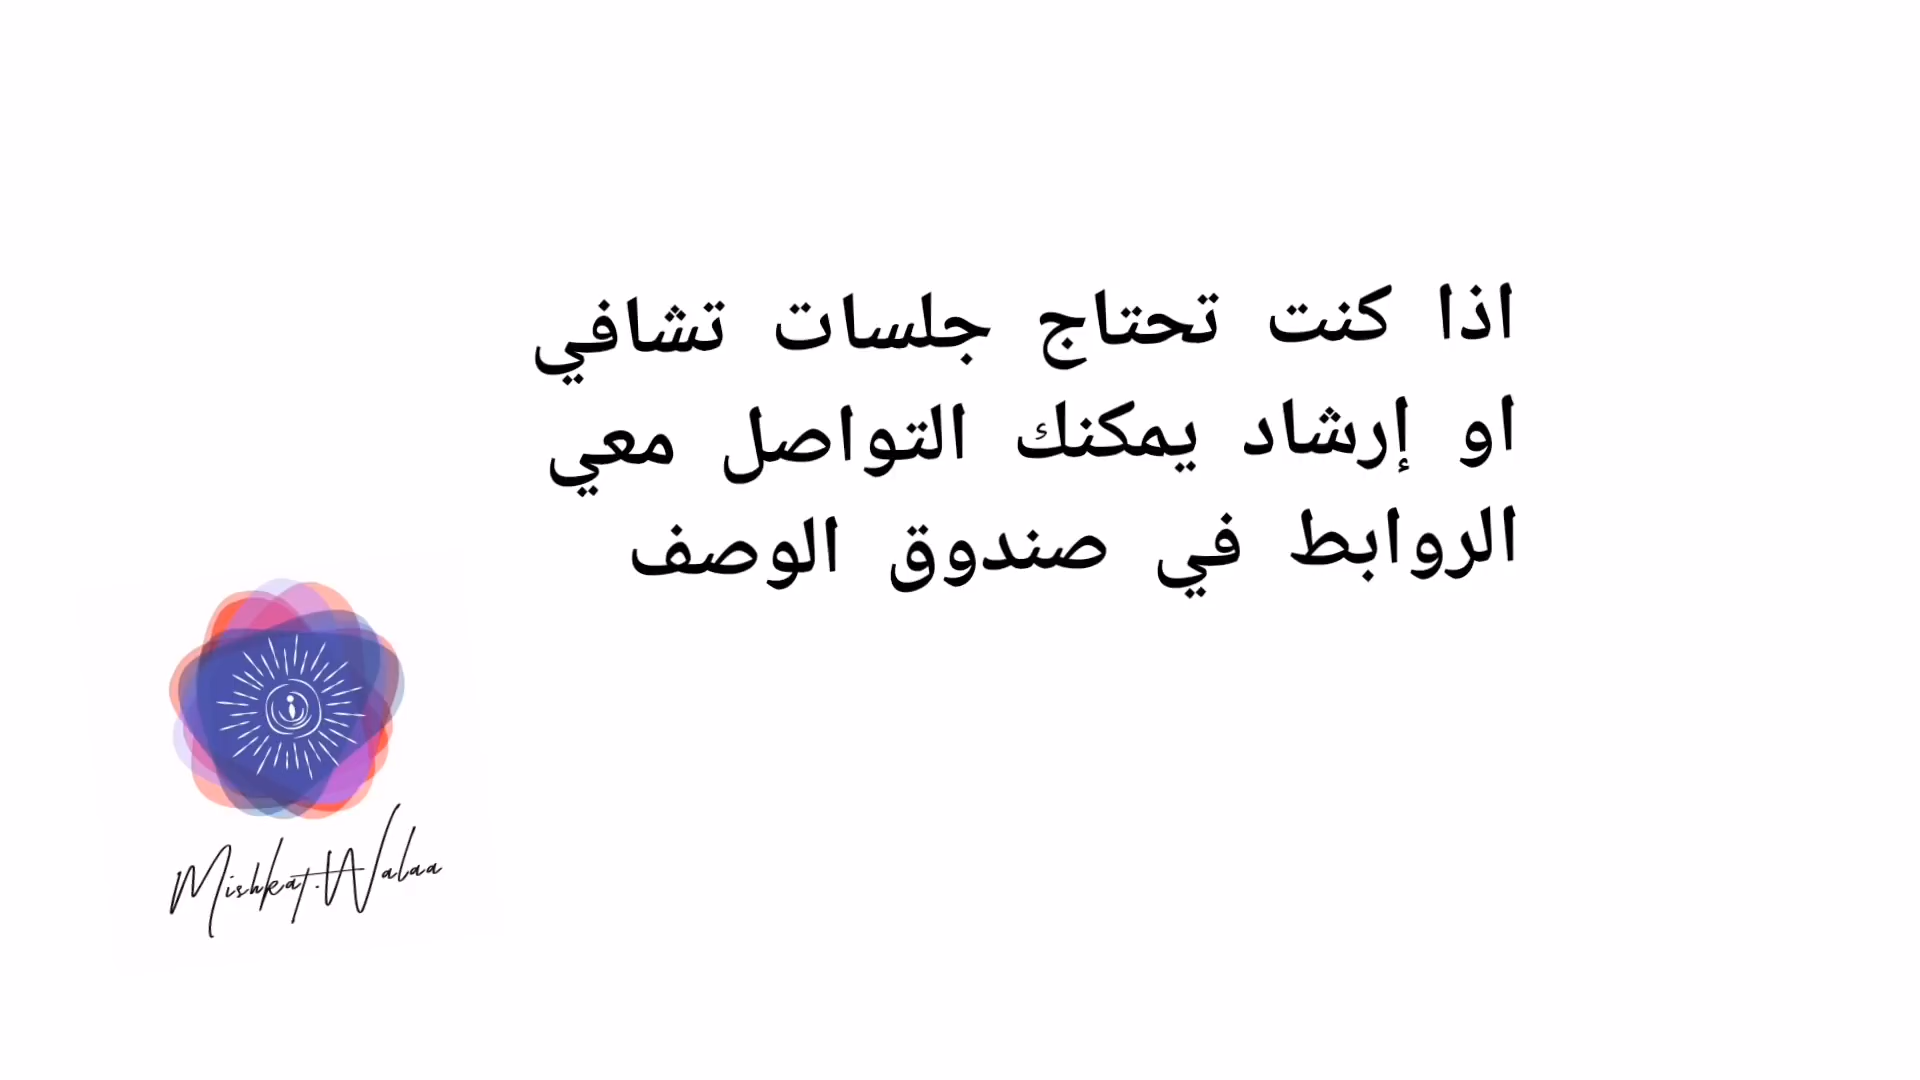 اذا كنت تحتاج جلسات تشافي
او إرشاد يمكنك التواصل معي
الروابط في صندوق الوصف
Mishkat.Walaa